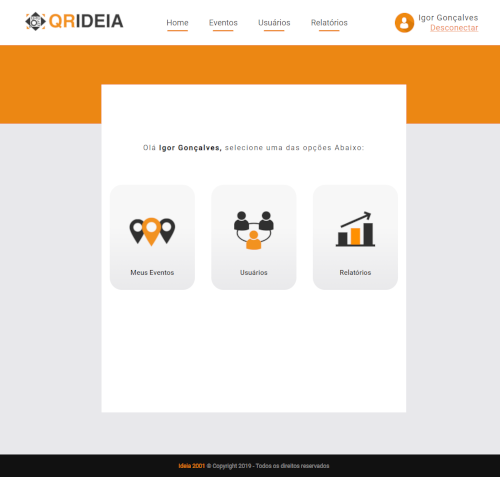 QRIDEIA
Home Eventos Usuários Relatórios
Igor Gonçalves
Desconectar
Olá Igor Gonçalves, selecione uma das opções Abaixo:
Meus Eventos Usuários Relatórios
Ideia 2001 © Copyright 2019 - Todos os direitos reservados